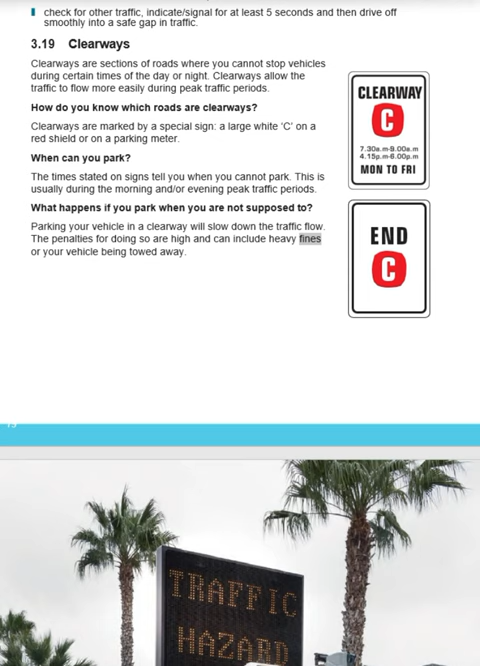 check for other traffic, indicate/signal for at least 5 seconds and then drive off
smoothly into a safe gap in traffic.
3.19 Clearways
Clearways are sections of roads where you cannot stop vehicles
during certain times of the day or night. Clearways allow the
traffic to flow more easily during peak traffic periods.
How do you know which roads are clearways?
Clearways are marked by a special sign: a large white 'C' on a
red shield or on a parking meter.
When can you park?
The times stated on signs tell you when you cannot park. This is
usually during the morning and/or evening peak traffic periods.
What happens if you park when you are not supposed to?
Parking your vehicle in a clearway will slow down the traffic flow.
The penalties for doing so are high and can include heavy fines
or your vehicle being towed away.
CLEARWAY
C
7.30a.m-9.00a.m
4.15p.m-6.00p.m
MON TO FRI
END
C
TRAFFIC
HAZARD